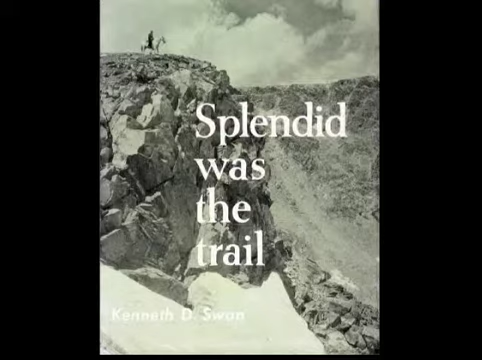 Splendid
was
the
trail
Kenneth D. Swan